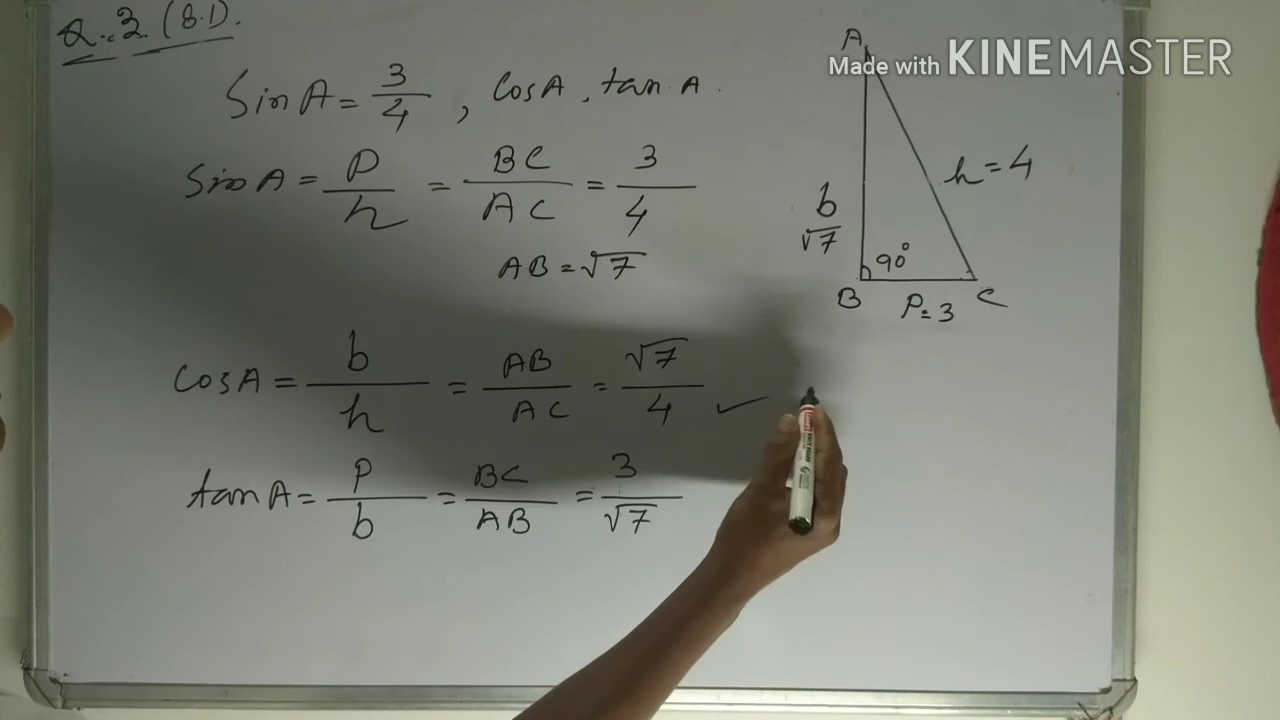 Q.3.(8.1).
Sin A = 3/4 , Cos A , tan A .
Sin A = P/h = BC/AC = 3/4
AB = √7
Cos A = b/h = AB/AC = √7/4 ✓
tan A = P/b = BC/AB = 3/√7
A
Made with KINEMASTER
h = 4
b
√7
90°
B
C
P = 3